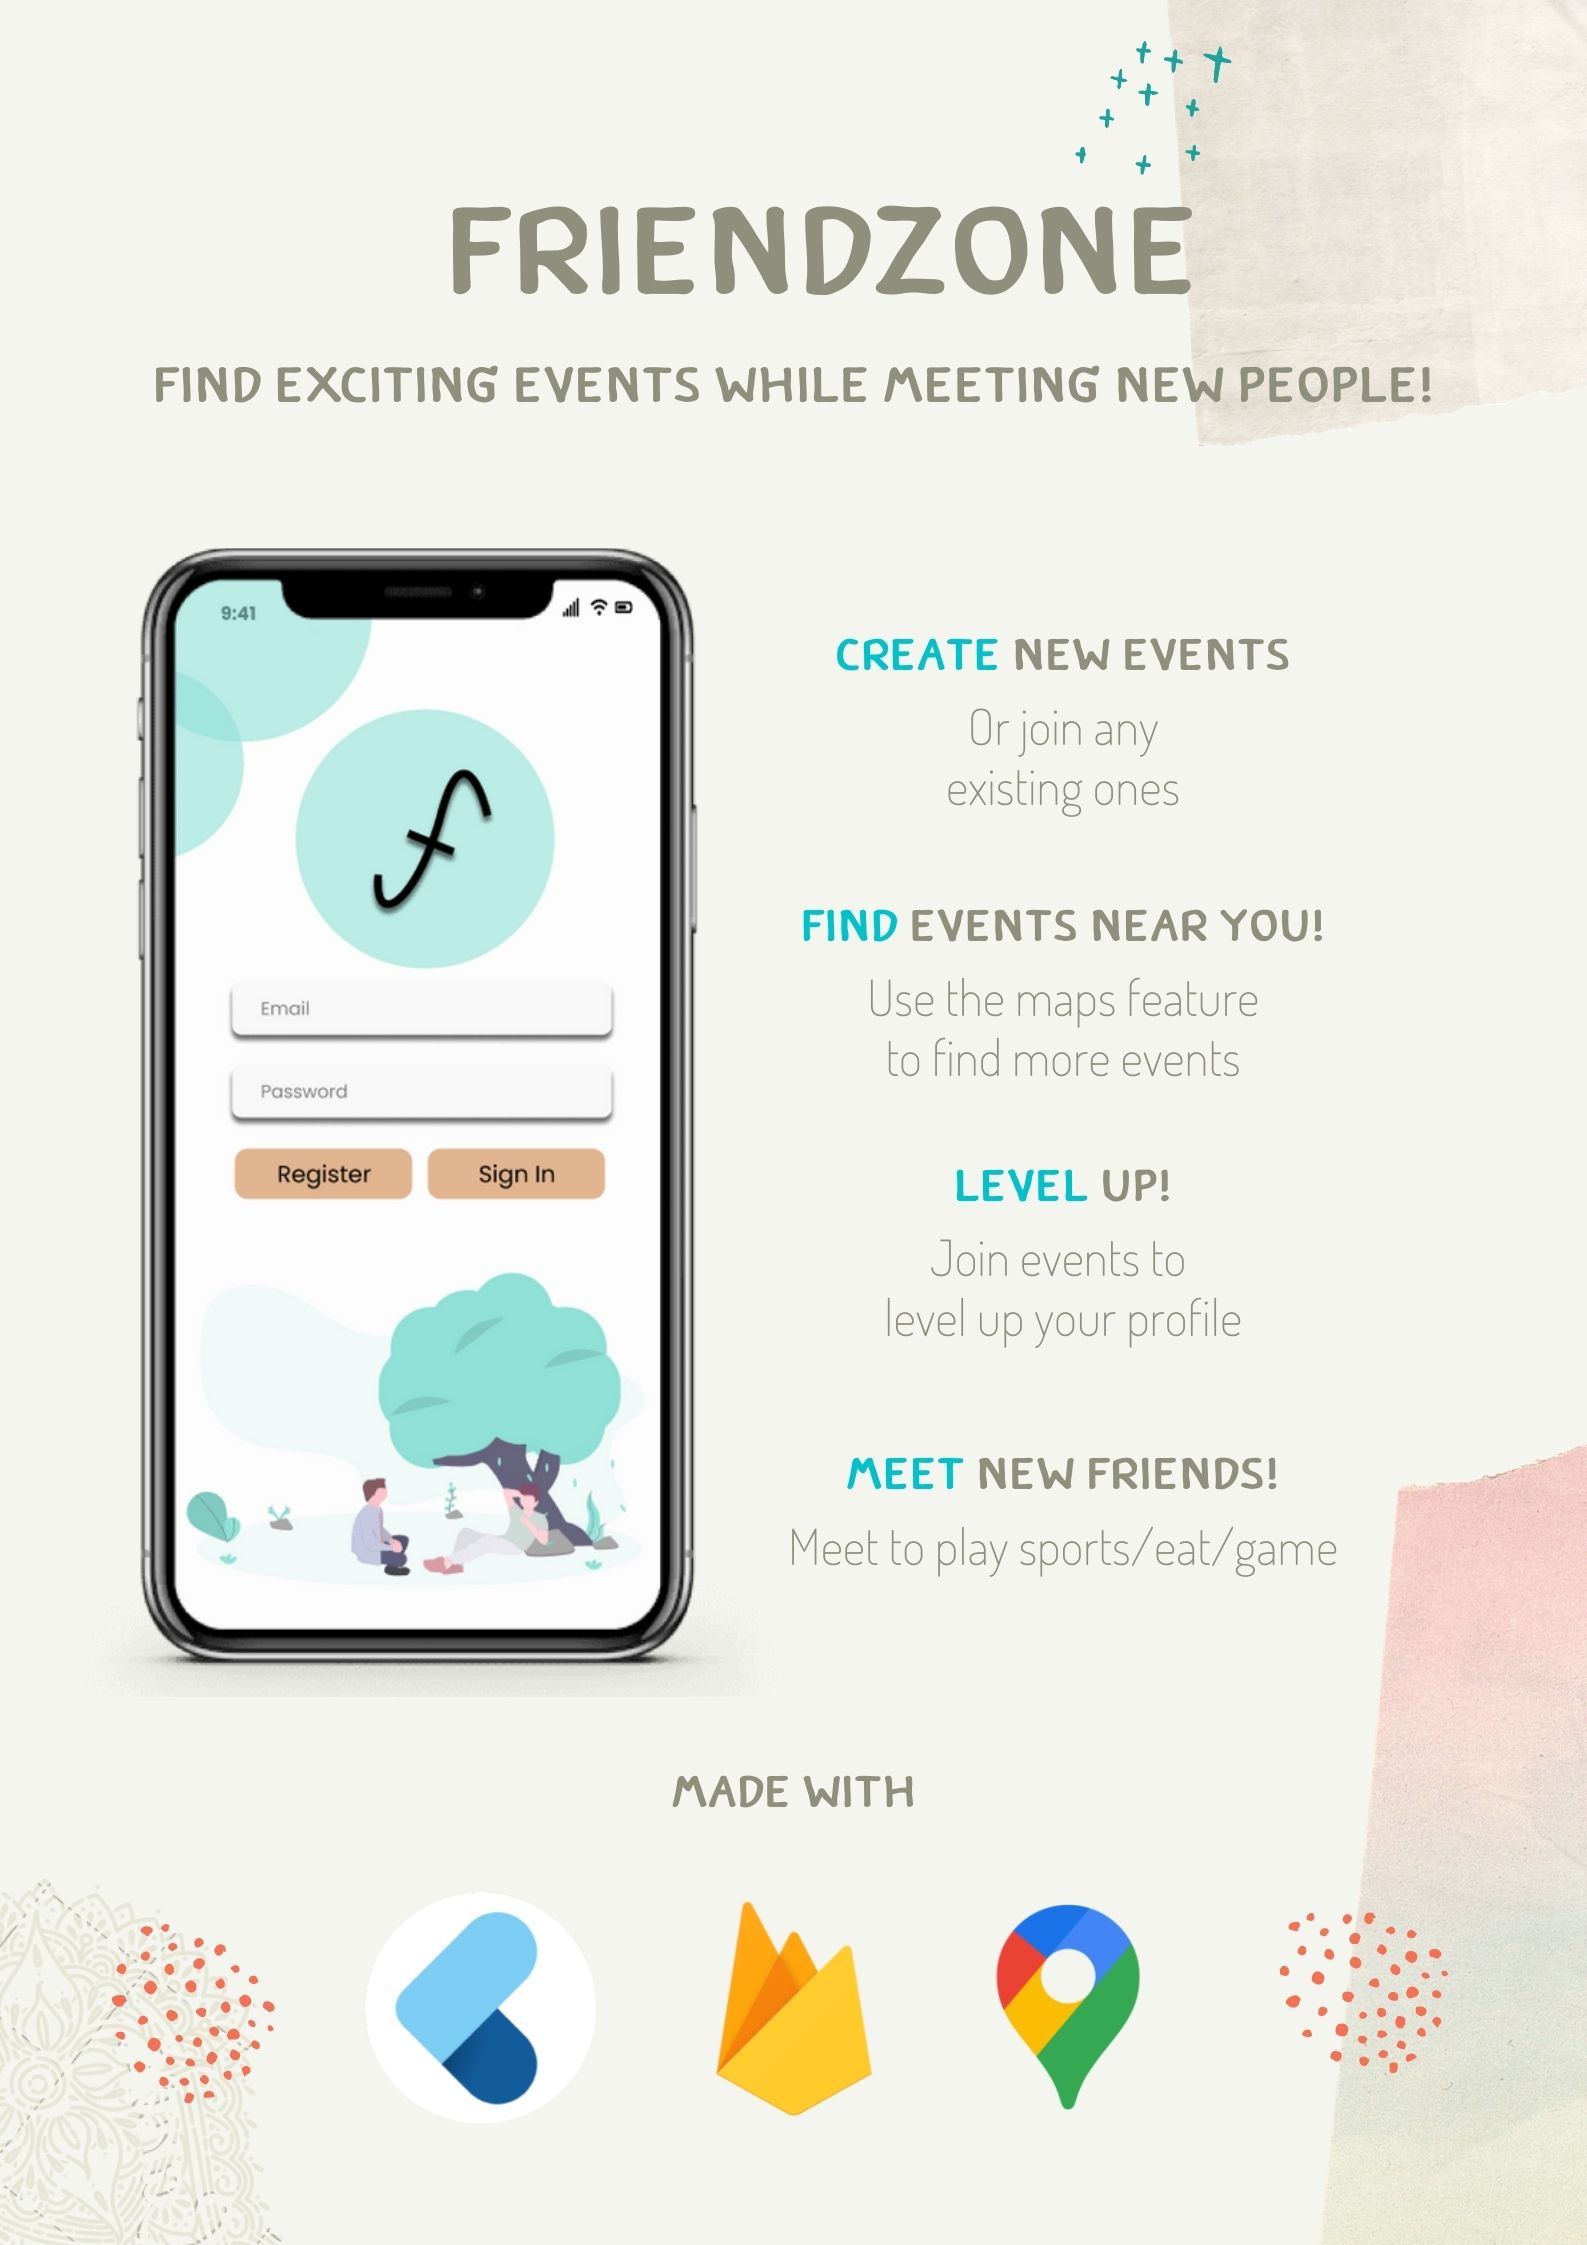 FRIENDZONE
FIND EXCITING EVENTS WHILE MEETING NEW PEOPLE!
9:41
f
Email
Password
Register
Sign In
CREATE NEW EVENTS
Or join any
existing ones
FIND EVENTS NEAR YOU!
Use the maps feature
to find more events
LEVEL UP!
Join events to
level up your profile
MEET NEW FRIENDS!
Meet to play sports/eat/game
MADE WITH